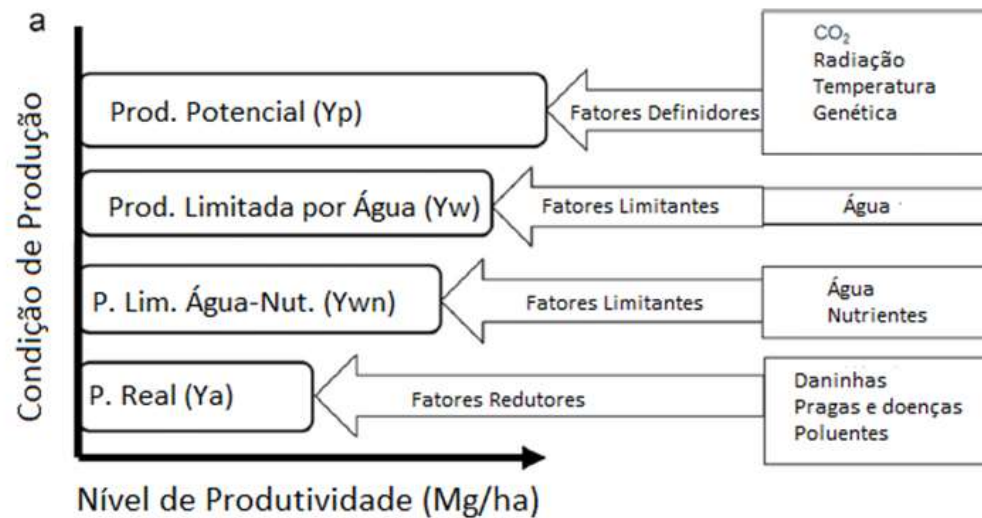 a
Condição de Produção
Prod. Potencial (Yp)
Fatores Definidores
CO₂
Radiação
Temperatura
Genética
Prod. Limitada por Água (Yw)
Fatores Limitantes
Água
P. Lim. Água-Nut. (Ywn)
Fatores Limitantes
Água
Nutrientes
P. Real (Ya)
Fatores Redutores
Daninhas
Pragas e doenças
Poluentes
Nível de Produtividade (Mg/ha)